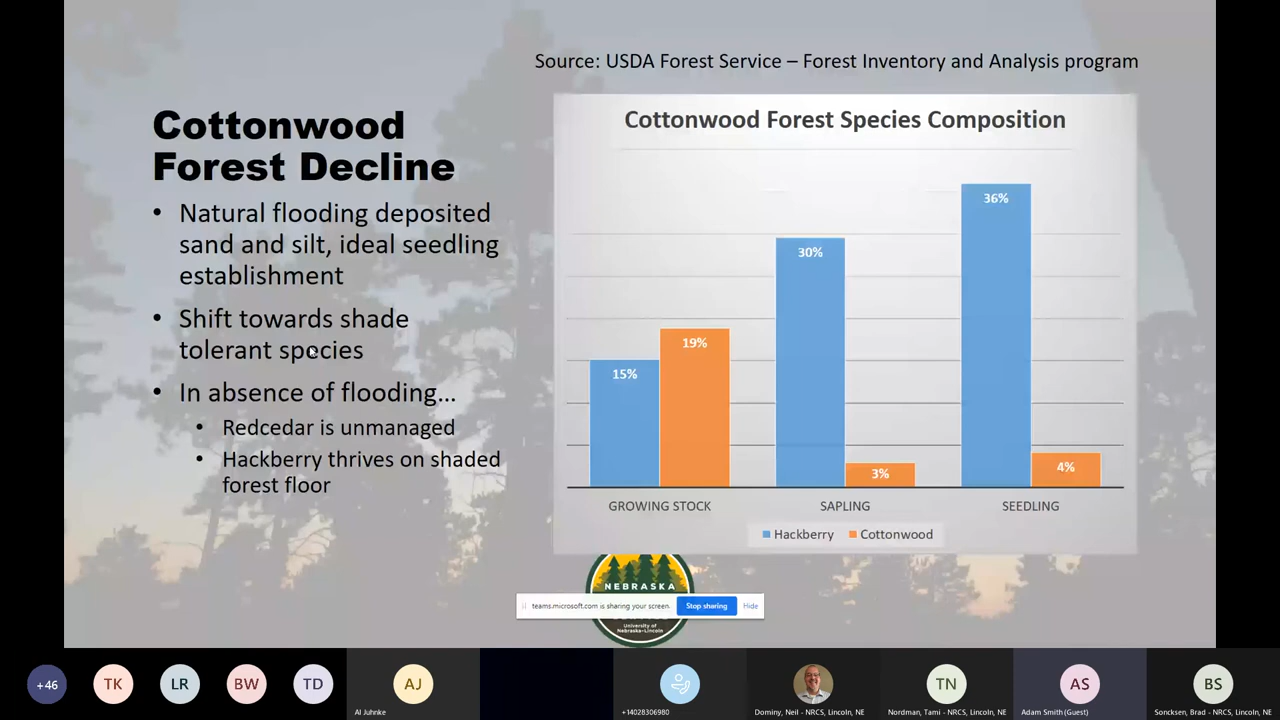 Source: USDA Forest Service – Forest Inventory and Analysis program
Cottonwood
Forest Decline
• Natural flooding deposited
sand and silt, ideal seedling
establishment
• Shift towards shade
tolerant species
• In absence of flooding...
• Redcedar is unmanaged
• Hackberry thrives on shaded
forest floor
Cottonwood Forest Species Composition
15%
19%
30%
3%
36%
4%
GROWING STOCK
SAPLING
SEEDLING
Hackberry
Cottonwood
NEBRASKA
teams.microsoft.com is sharing your screen.
Stop sharing
Hide
University of
Nebraska–Lincoln
+46
TK
LR
BW
TD
AJ
Al Juhnke
+14028306980
Dominy, Neil - NRCS, Lincoln, NE
TN
Nordman, Tami - NRCS, Lincoln, NE
AS
Adam Smith (Guest)
BS
Soncksen, Brad - NRCS, Lincoln, NE